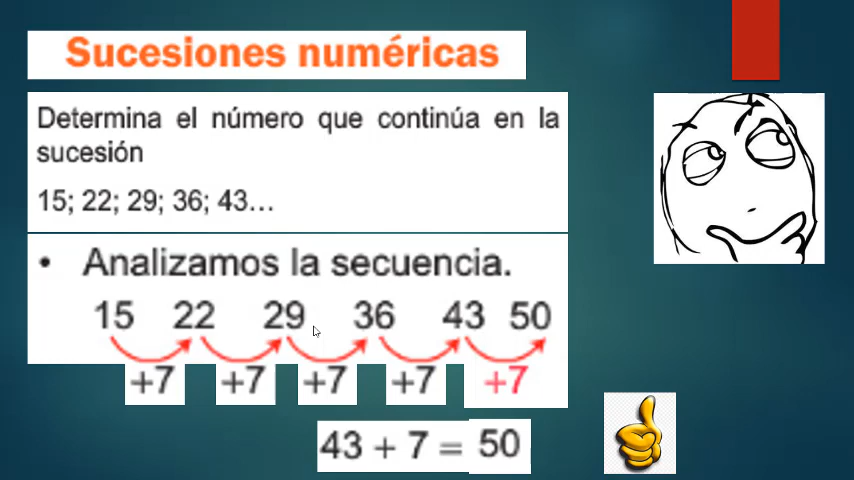 Sucesiones numéricas
Determina el número que continúa en la
sucesión
15; 22; 29; 36; 43...
• Analizamos la secuencia.
15 22 29 36 43 50
+7 +7 +7 +7 +7
43 + 7 = 50